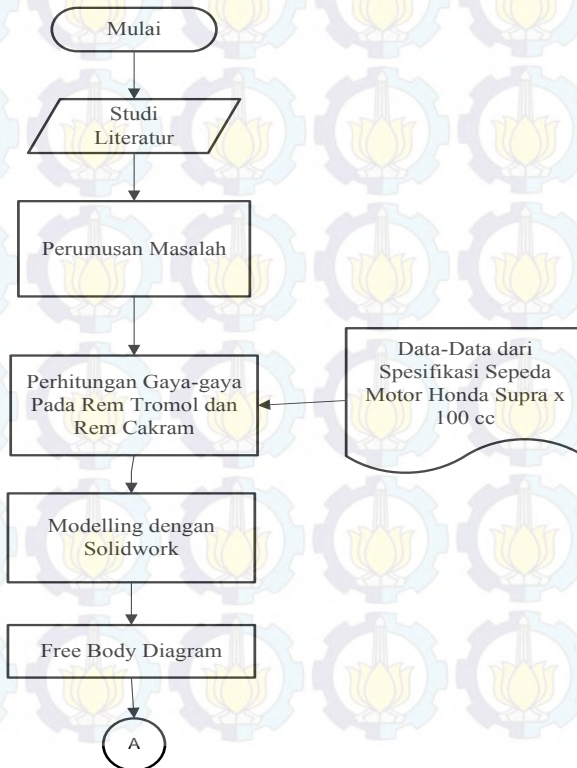 Mulai
Studi
Literatur
Perumusan Masalah
Perhitungan Gaya-gaya
Pada Rem Tromol dan
Rem Cakram
Data-Data dari
Spesifikasi Sepeda
Motor Honda Supra x
100 cc
Modelling dengan
Solidwork
Free Body Diagram
A